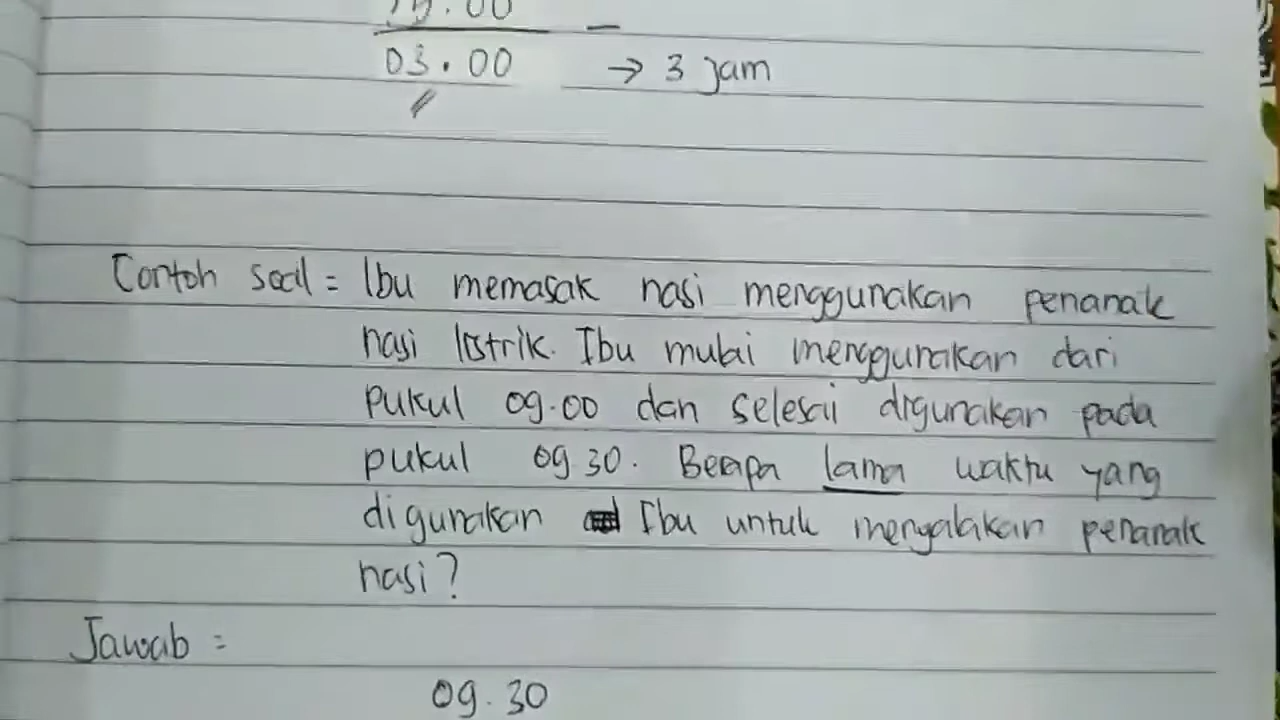 .00
03.00 → 3 jam
Contoh soal = Ibu memasak nasi menggunakan penanak
nasi listrik. Ibu mulai menggunakan dari
pukul 09.00 dan selesai digunakan pada
pukul 09 30. Berapa lama waktu yang
digunakan Ibu untuk menyalakan penanak
nasi?
Jawab =
09.30